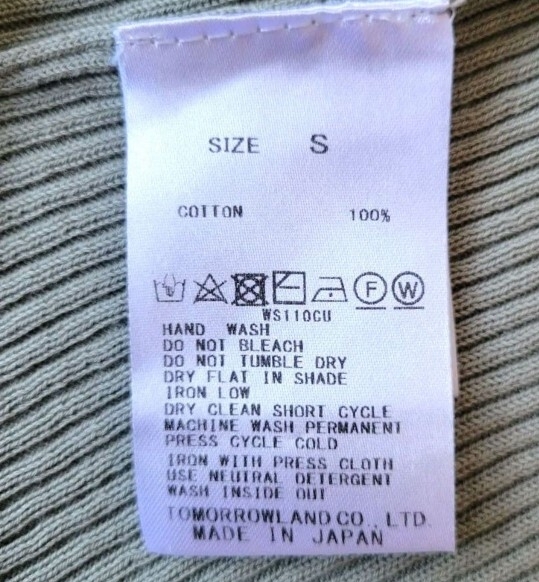 SIZE S
COTTON 100%
F W
WS110CU
HAND WASH
DO NOT BLEACH
DO NOT TUMBLE DRY
DRY FLAT IN SHADE
IRON LOW
DRY CLEAN SHORT CYCLE
MACHINE WASH PERMANENT
PRESS CYCLE COLD
IRON WITH PRESS CLOTH
USE NEUTRAL DETERGENT
WASH INSIDE OUT
TOMORROWLAND CO., LTD.
MADE IN JAPAN